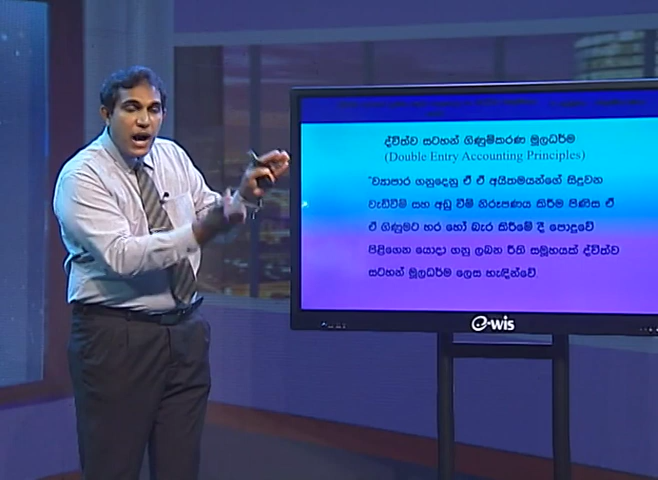 ද්විත්ව සටහන් ගිණුම්කරණ මූලධර්ම
(Double Entry Accounting Principles)
"ව්‍යාපාර ගනුදෙනු ඒ ඒ අයිතමයන්ගේ සිදුවන
වැඩිවීම් සහ අඩු වීම් නිරූපණය කිරීම පිණිස ඒ
ඒ ගිණුමට හර හෝ බැර කිරීමේ දී පොදුවේ
පිළිගෙන යොදා ගනු ලබන රීති සමූහයක් ද්විත්ව
සටහන් මූලධර්ම ලෙස හැඳින්වේ.
e-wis